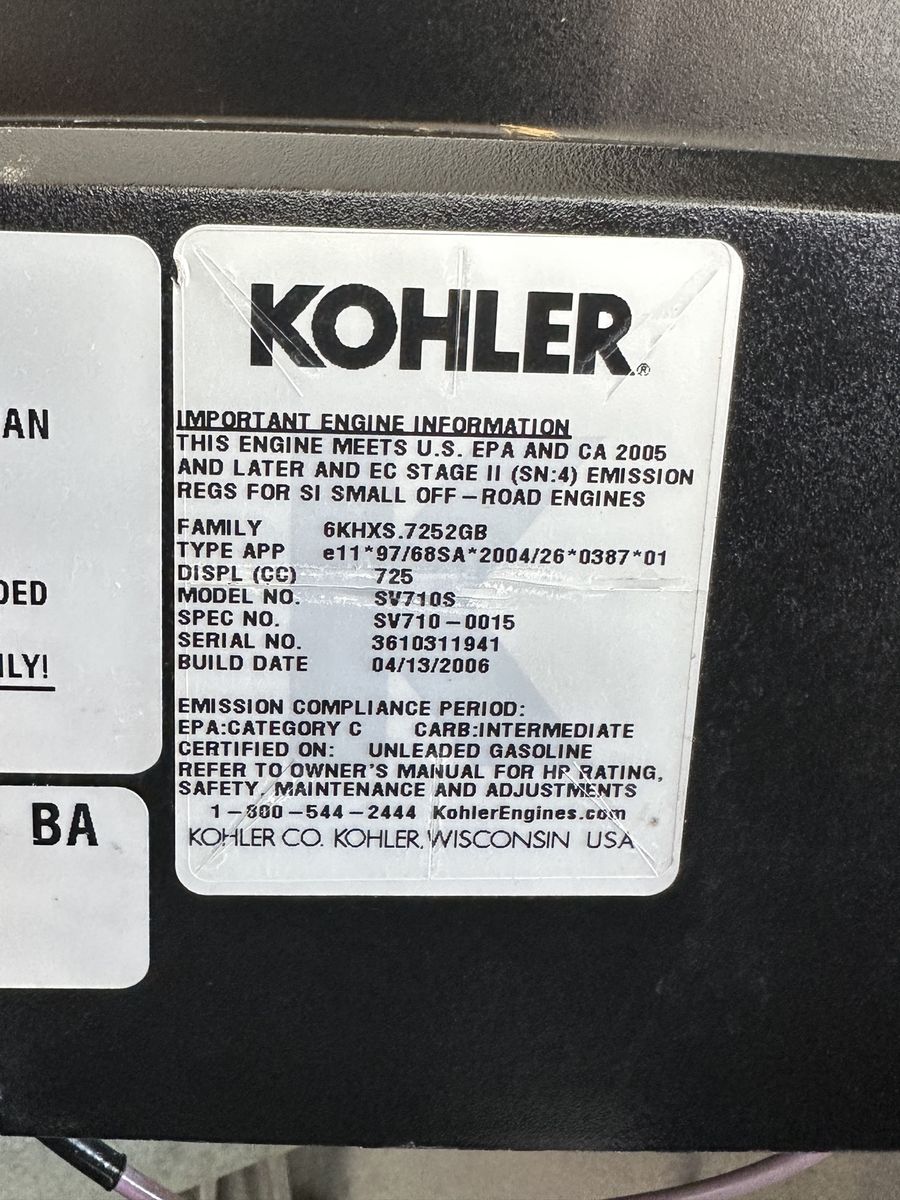 AN
DED
ILY!
BA
KOHLER®
IMPORTANT ENGINE INFORMATION
THIS ENGINE MEETS U.S. EPA AND CA 2005
AND LATER AND EC STAGE II (SN:4) EMISSION
REGS FOR SI SMALL OFF-ROAD ENGINES
FAMILY 6KHXS.7252GB
TYPE APP e11*97/68SA*2004/26*0387*01
DISPL (CC) 725
MODEL NO. SV710S
SPEC NO. SV710-0015
SERIAL NO. 3610311941
BUILD DATE 04/13/2006
EMISSION COMPLIANCE PERIOD:
EPA:CATEGORY C CARB:INTERMEDIATE
CERTIFIED ON: UNLEADED GASOLINE
REFER TO OWNER'S MANUAL FOR HP RATING,
SAFETY, MAINTENANCE AND ADJUSTMENTS
1-800-544-2444 KohlerEngines.com
KOHLER CO. KOHLER, WISCONSIN USA